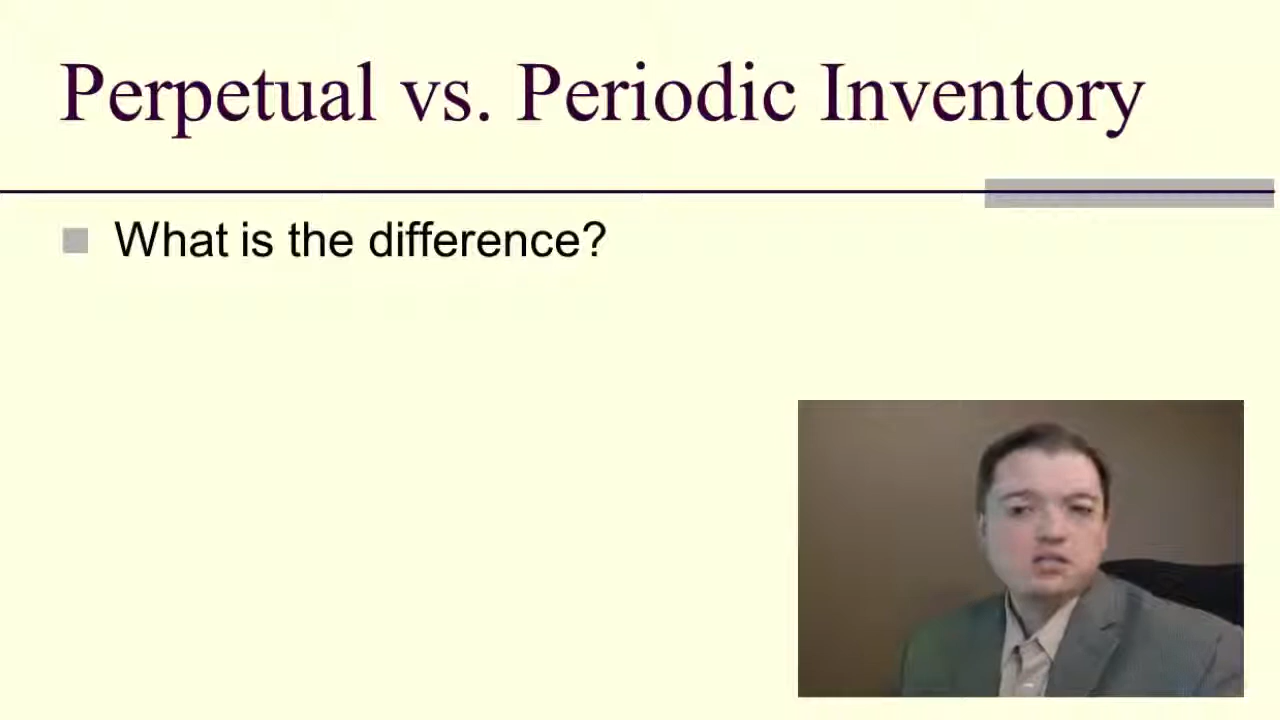 Perpetual vs. Periodic Inventory
What is the difference?